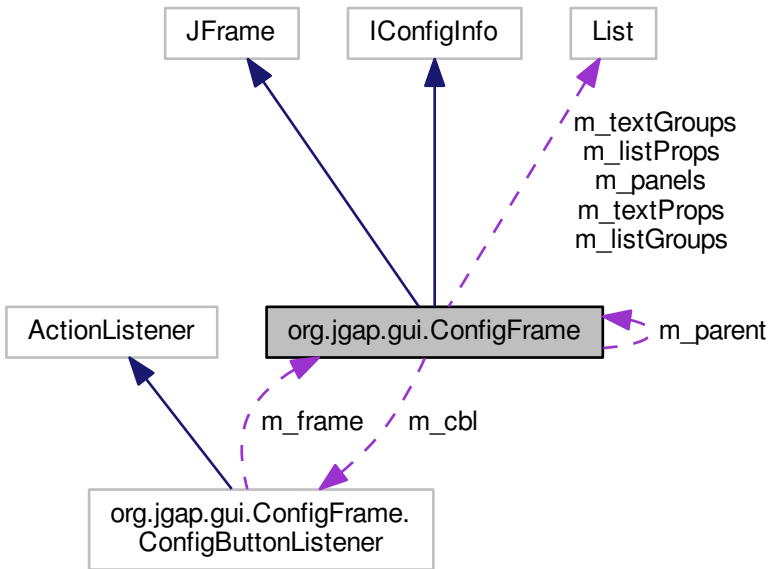 JFrame
IConfigInfo
List
m_textGroups
m_listProps
m_panels
m_textProps
m_listGroups
ActionListener
org.jgap.gui.ConfigFrame
m_parent
m_frame
m_cbl
org.jgap.gui.ConfigFrame.
ConfigButtonListener